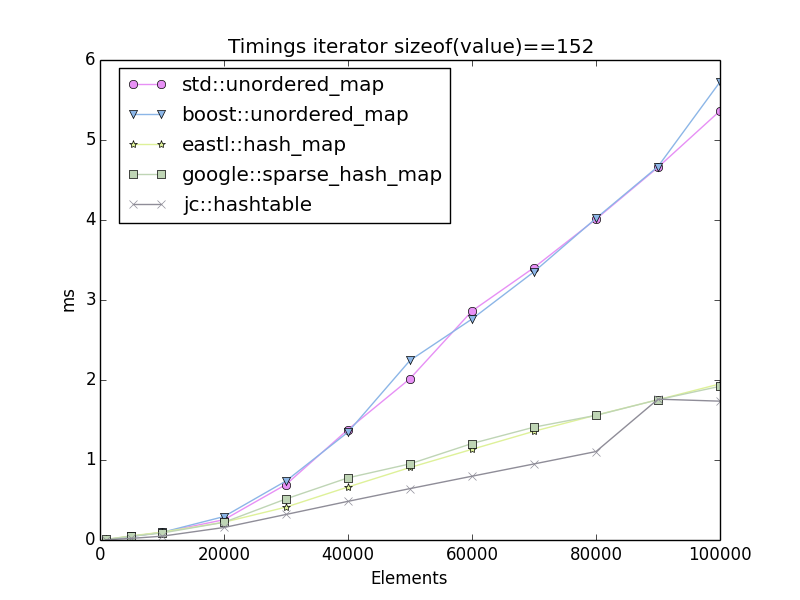 Timings iterator sizeof(value)==152
6
std::unordered_map
boost::unordered_map
eastl::hash_map
google::sparse_hash_map
jc::hashtable
5
4
3
2
1
0
ms
0 20000 40000 60000 80000 100000
Elements